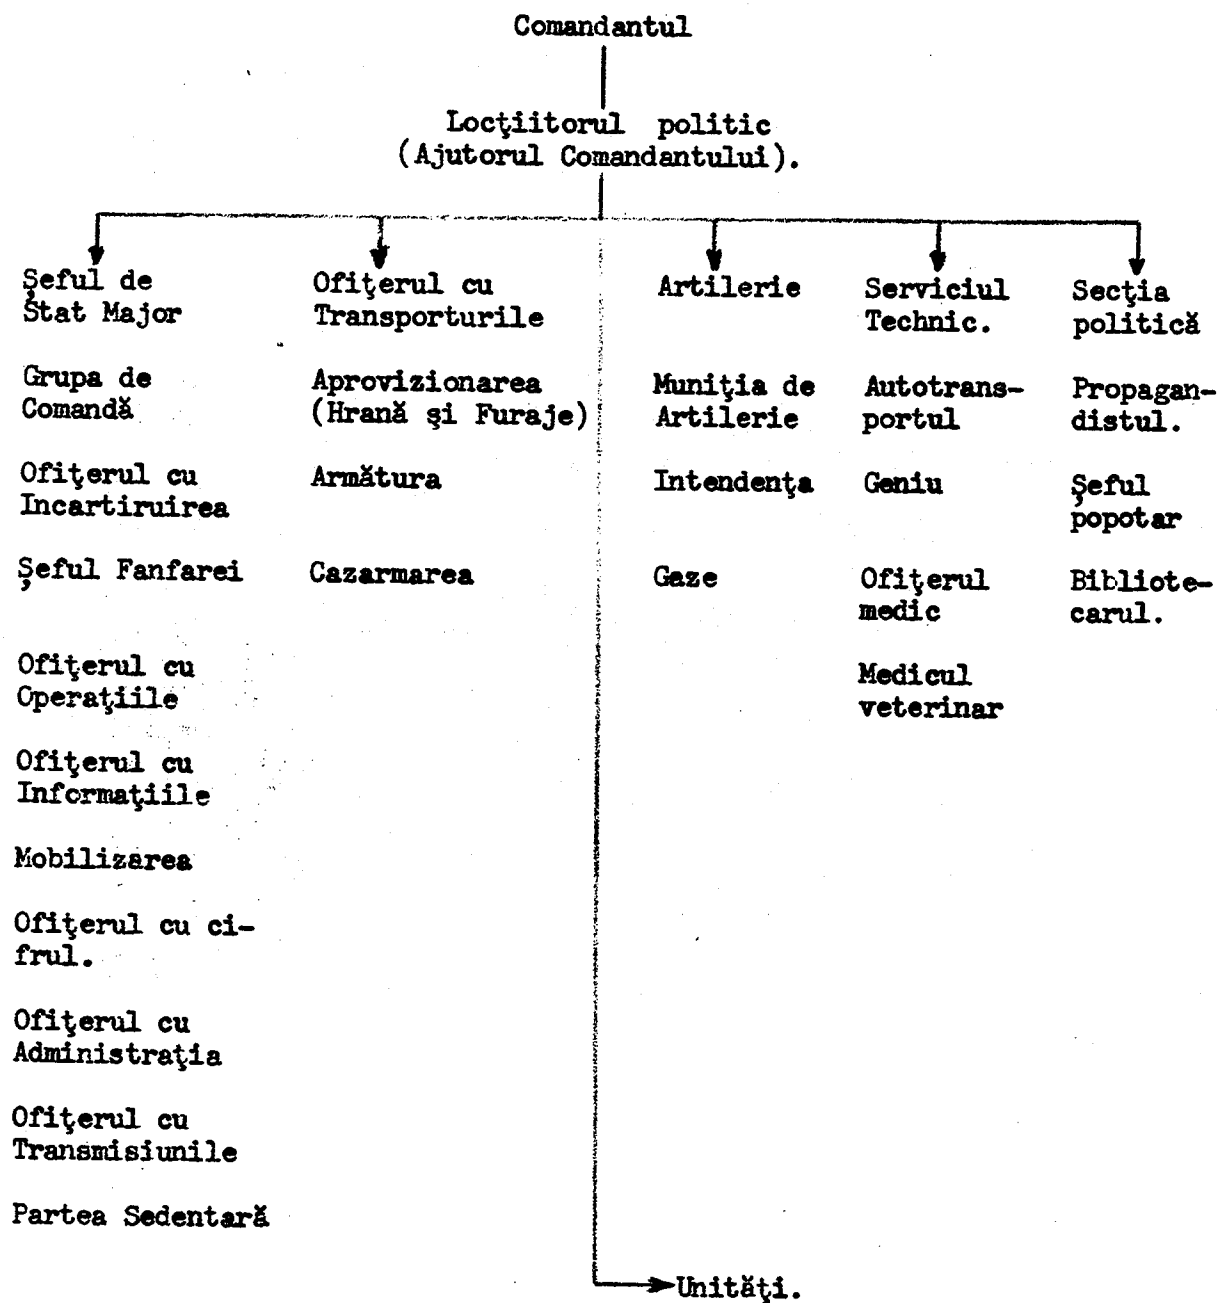 Comandantul
Locţiitorul politic
(Ajutorul Comandantului).
Şeful de
Stat Major
Grupa de
Comandă
Ofiţerul cu
Incartiruirea
Şeful Fanfarei
Ofiţerul cu
Operaţiile
Ofiţerul cu
Informaţiile
Mobilizarea
Ofiţerul cu ci-
frul.
Ofiţerul cu
Administraţia
Ofiţerul cu
Transmisiunile
Partea Sedentară
Ofiţerul cu
Transporturile
Aprovizionarea
(Hrană şi Furaje)
Armătura
Cazarmarea
Artilerie
Muniţia de
Artilerie
Intendenţa
Gaze
Serviciul
Technic.
Autotrans-
portul
Geniu
Ofiţerul
medic
Medicul
veterinar
Secţia
politică
Propagan-
distul.
Şeful
popotar
Bibliote-
carul.
Unităţi.